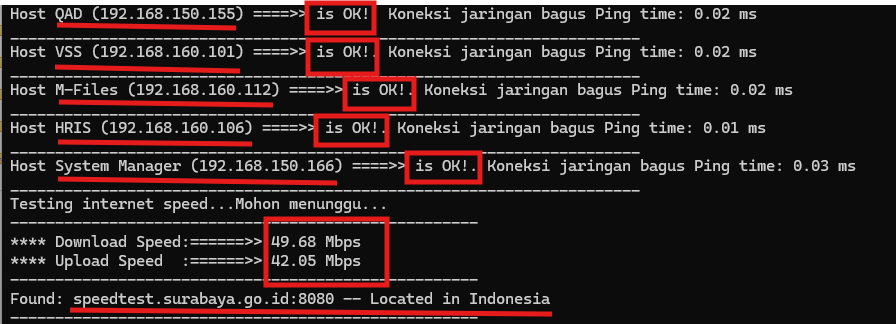 Host QAD (192.168.150.155) ====>> is OK!. Koneksi jaringan bagus Ping time: 0.02 ms
______________________________________________________________________
Host VSS (192.168.160.101) ====>> is OK!. Koneksi jaringan bagus Ping time: 0.02 ms
______________________________________________________________________
Host M-Files (192.168.160.112) ====>> is OK!. Koneksi jaringan bagus Ping time: 0.02 ms
______________________________________________________________________
Host HRIS (192.168.160.106) ====>> is OK!. Koneksi jaringan bagus Ping time: 0.01 ms
______________________________________________________________________
Host System Manager (192.168.150.166) ====>> is OK!. Koneksi jaringan bagus Ping time: 0.03 ms
______________________________________________________________________
Testing internet speed...Mohon menunggu...
----------------------------------------------------
**** Download Speed:======>> 49.68 Mbps
**** Upload Speed  :======>> 42.05 Mbps
----------------------------------------------------
Found: speedtest.surabaya.go.id:8080 -- Located in Indonesia
----------------------------------------------------